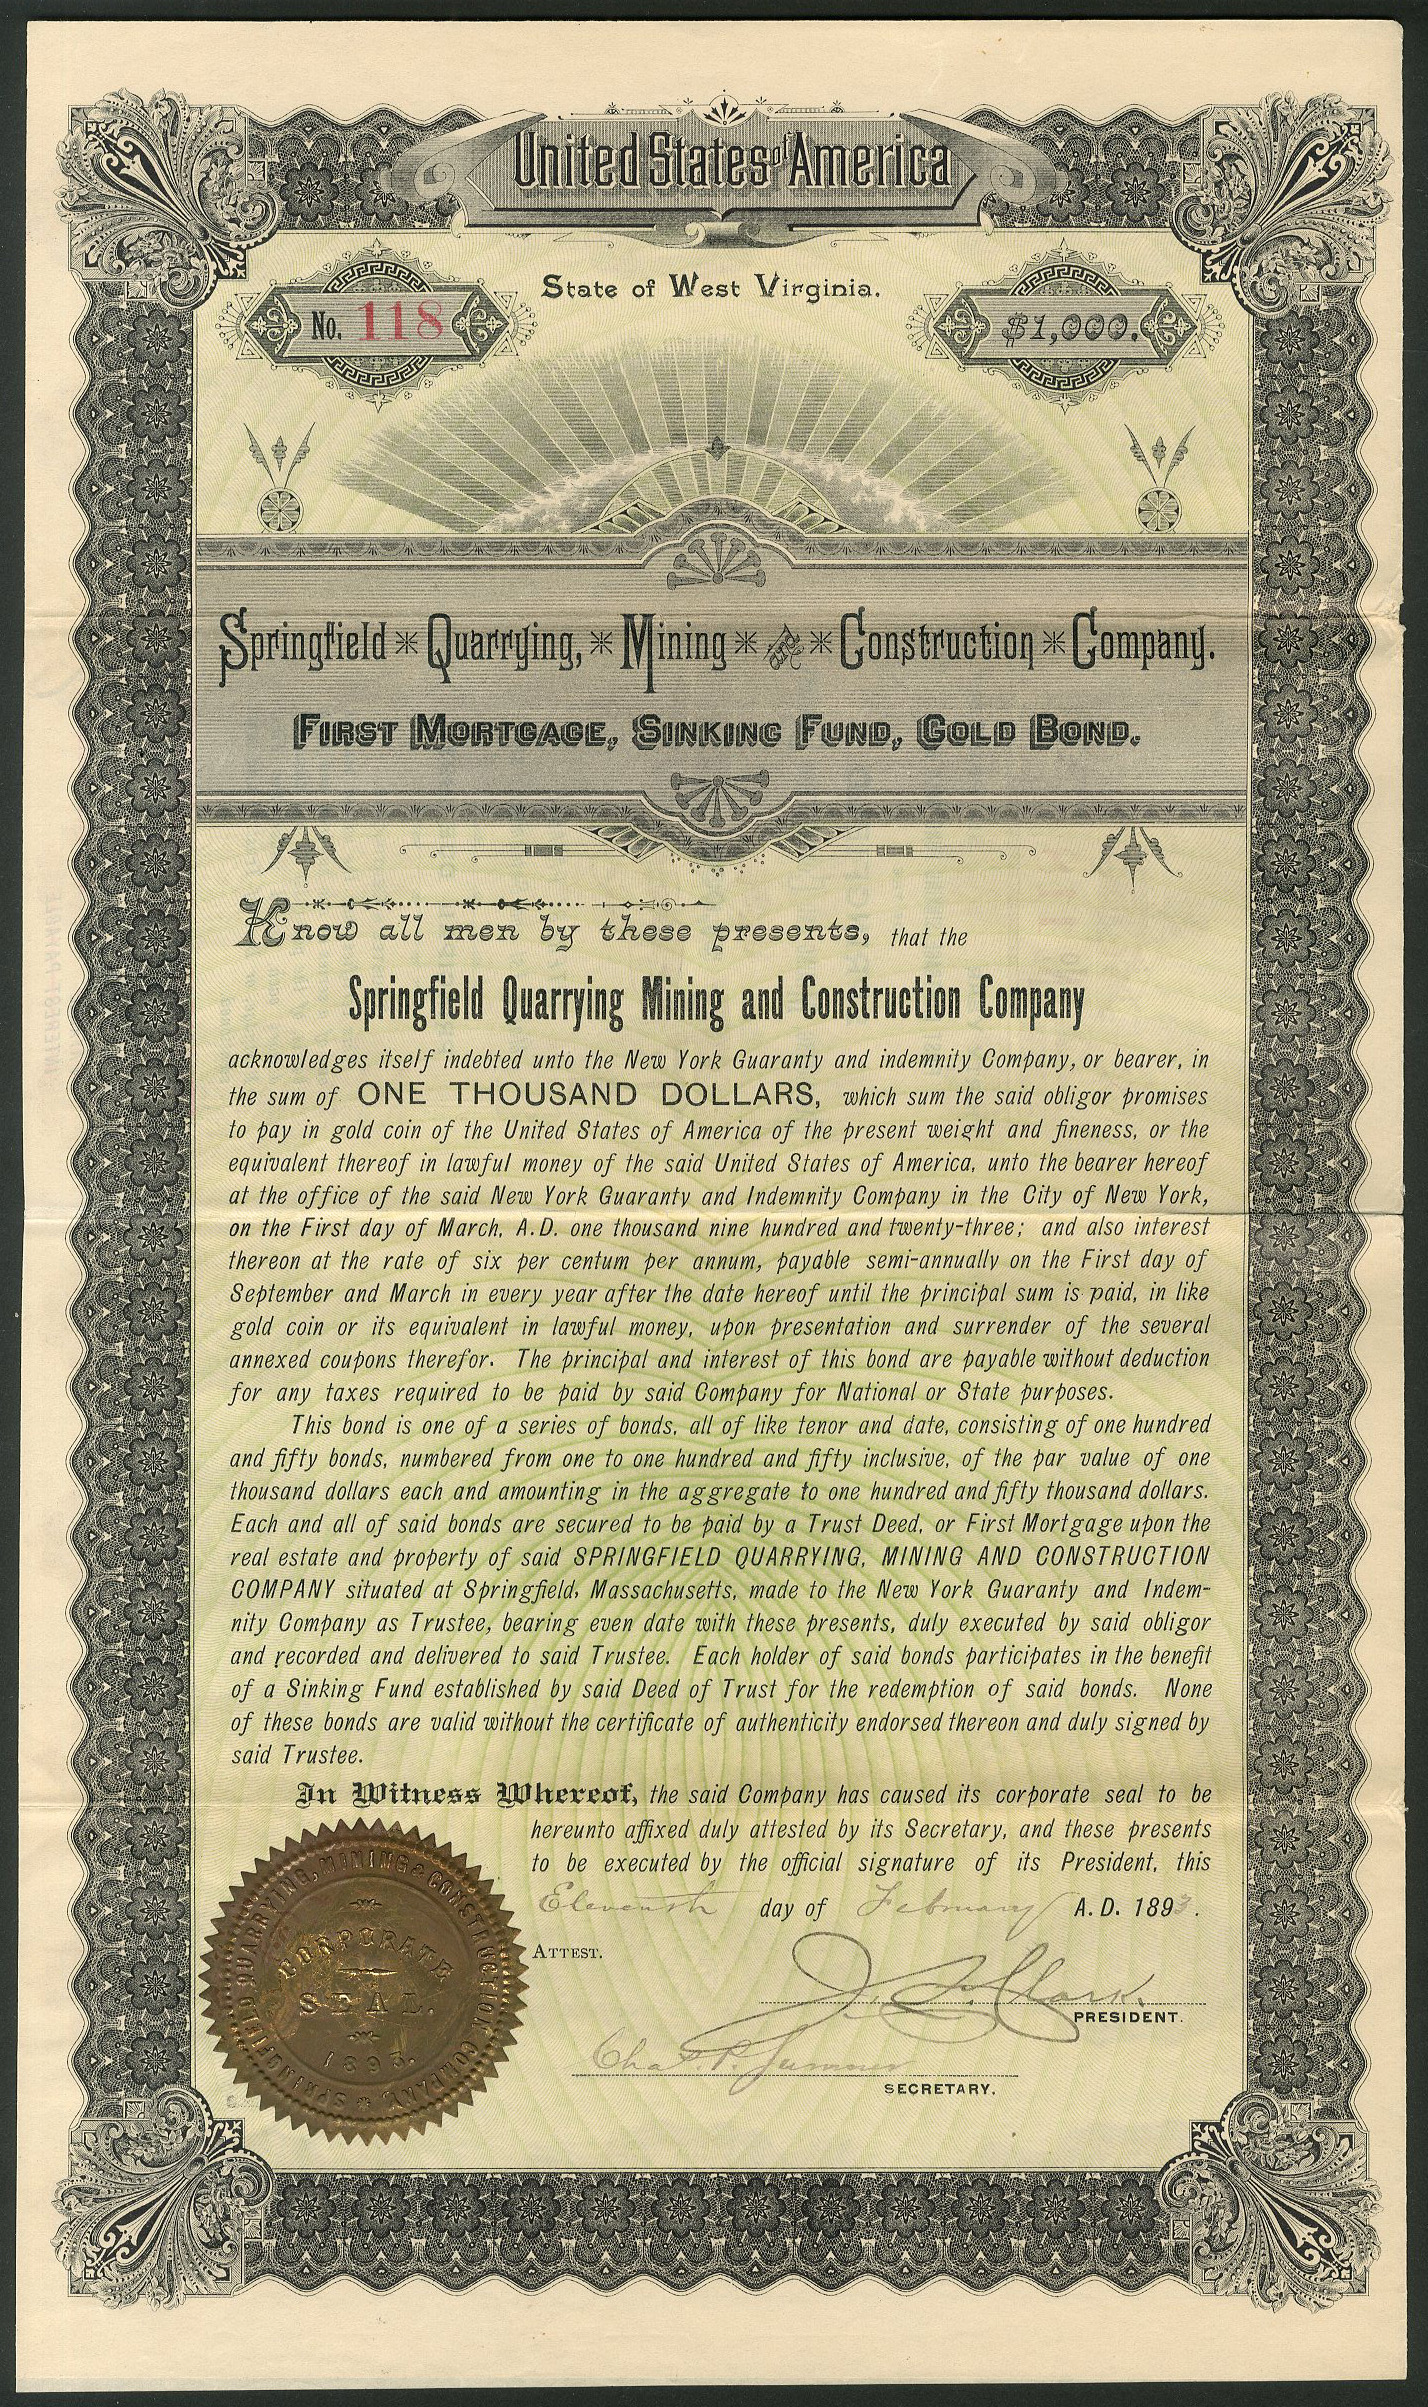 United States of America
State of West Virginia.
No. 118
$1,000.
Springfield Quarrying, Mining and Construction Company.
FIRST MORTGAGE, SINKING FUND, GOLD BOND.
Know all men by these presents, that the
Springfield Quarrying Mining and Construction Company
acknowledges itself indebted unto the New York Guaranty and indemnity Company, or bearer, in
the sum of ONE THOUSAND DOLLARS, which sum the said obligor promises
to pay in gold coin of the United States of America of the present weight and fineness, or the
equivalent thereof in lawful money of the said United States of America, unto the bearer hereof
at the office of the said New York Guaranty and Indemnity Company in the City of New York,
on the First day of March, A.D. one thousand nine hundred and twenty-three; and also interest
thereon at the rate of six per centum per annum, payable semi-annually on the First day of
September and March in every year after the date hereof until the principal sum is paid, in like
gold coin or its equivalent in lawful money, upon presentation and surrender of the several
annexed coupons therefor. The principal and interest of this bond are payable without deduction
for any taxes required to be paid by said Company for National or State purposes.
This bond is one of a series of bonds, all of like tenor and date, consisting of one hundred
and fifty bonds, numbered from one to one hundred and fifty inclusive, of the par value of one
thousand dollars each and amounting in the aggregate to one hundred and fifty thousand dollars.
Each and all of said bonds are secured to be paid by a Trust Deed, or First Mortgage upon the
real estate and property of said SPRINGFIELD QUARRYING, MINING AND CONSTRUCTION
COMPANY situated at Springfield, Massachusetts, made to the New York Guaranty and Indem-
nity Company as Trustee, bearing even date with these presents, duly executed by said obligor
and recorded and delivered to said Trustee. Each holder of said bonds participates in the benefit
of a Sinking Fund established by said Deed of Trust for the redemption of said bonds. None
of these bonds are valid without the certificate of authenticity endorsed thereon and duly signed by
said Trustee.
In Witness Whereof, the said Company has caused its corporate seal to be
hereunto affixed duly attested by its Secretary, and these presents
to be executed by the official signature of its President, this
Eleventh day of February A.D. 1893.
ATTEST.
J. F. Clark.
PRESIDENT.
Chas. P. Sumner
SECRETARY.
SPRINGFIELD QUARRYING, MINING & CONSTRUCTION COMPANY
CORPORATE
SEAL.
1893.